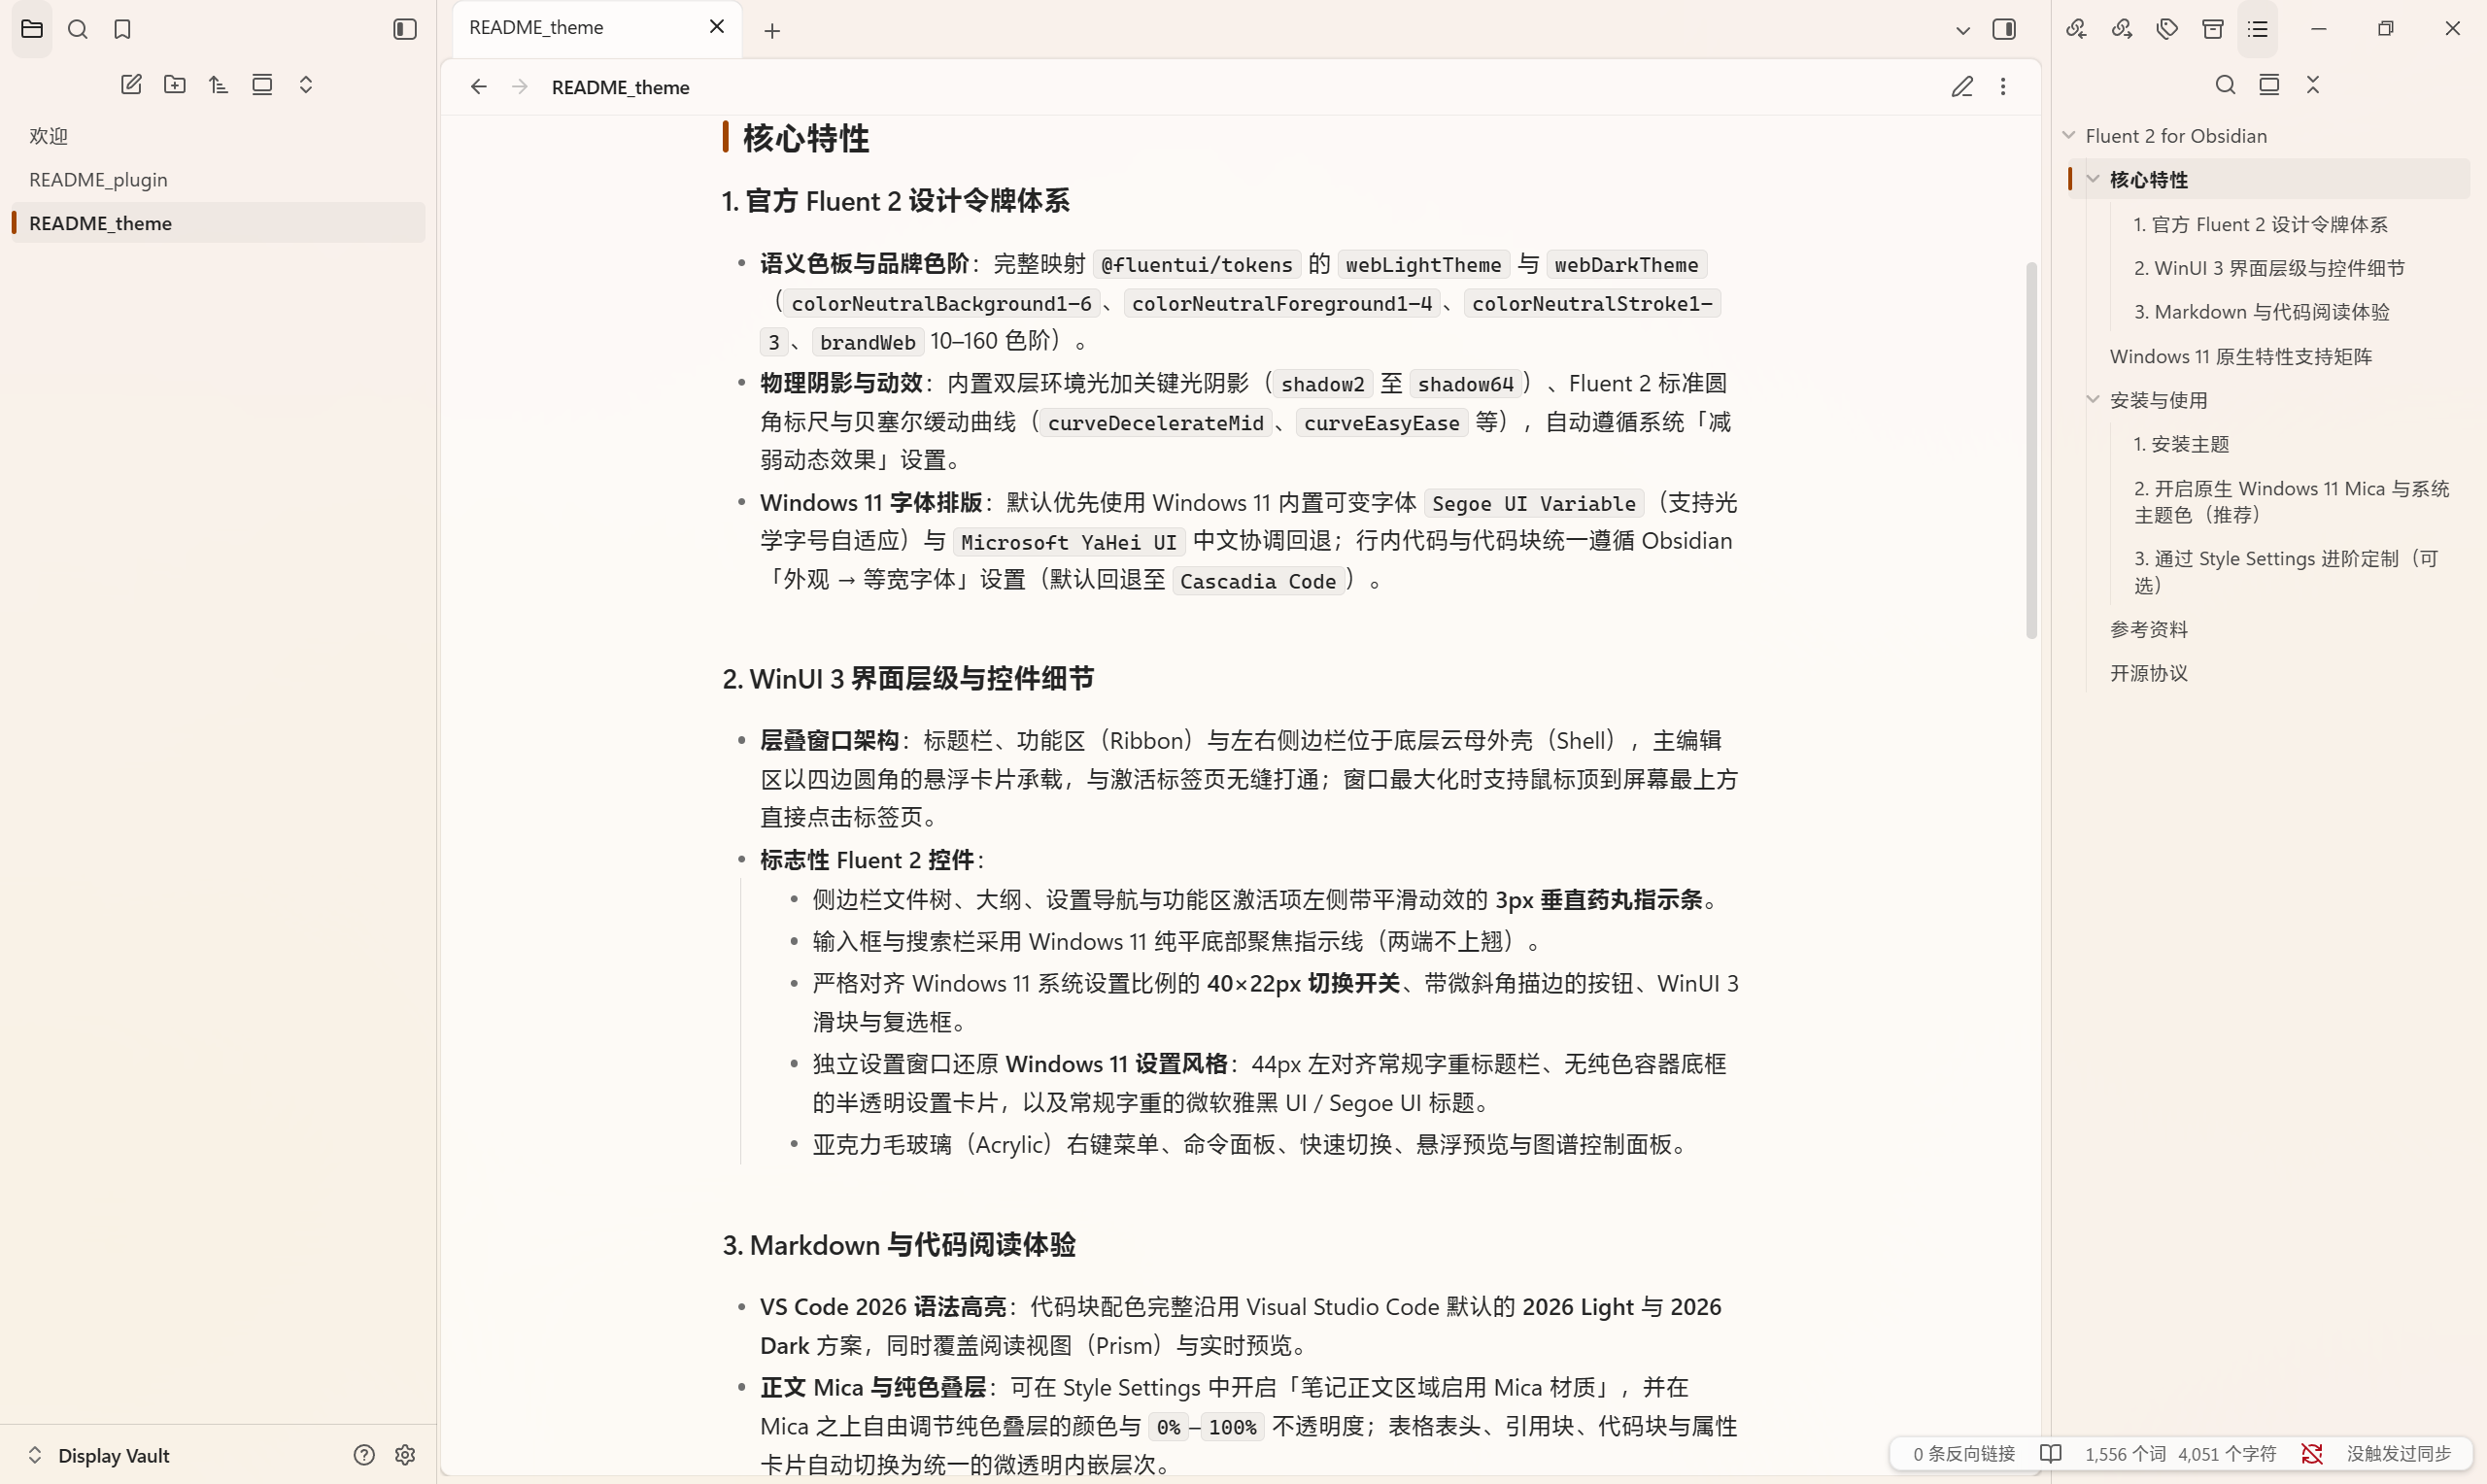 README_theme
README_theme
欢迎
README_plugin
README_theme
Display Vault
核心特性
1. 官方 Fluent 2 设计令牌体系
语义色板与品牌色阶：完整映射 @fluentui/tokens 的 webLightTheme 与 webDarkTheme
（colorNeutralBackground1–6、colorNeutralForeground1–4、colorNeutralStroke1–
3、brandWeb 10–160 色阶）。
物理阴影与动效：内置双层环境光加关键光阴影（shadow2 至 shadow64）、Fluent 2 标准圆
角标尺与贝塞尔缓动曲线（curveDecelerateMid、curveEasyEase 等），自动遵循系统「减
弱动态效果」设置。
Windows 11 字体排版：默认优先使用 Windows 11 内置可变字体 Segoe UI Variable（支持光
学字号自适应）与 Microsoft YaHei UI 中文协调回退；行内代码与代码块统一遵循 Obsidian
「外观 → 等宽字体」设置（默认回退至 Cascadia Code）。
2. WinUI 3 界面层级与控件细节
层叠窗口架构：标题栏、功能区（Ribbon）与左右侧边栏位于底层云母外壳（Shell），主编辑
区以四边圆角的悬浮卡片承载，与激活标签页无缝打通；窗口最大化时支持鼠标顶到屏幕最上方
直接点击标签页。
标志性 Fluent 2 控件：
侧边栏文件树、大纲、设置导航与功能区激活项左侧带平滑动效的 3px 垂直药丸指示条。
输入框与搜索栏采用 Windows 11 纯平底部聚焦指示线（两端不上翘）。
严格对齐 Windows 11 系统设置比例的 40×22px 切换开关、带微斜角描边的按钮、WinUI 3
滑块与复选框。
独立设置窗口还原 Windows 11 设置风格：44px 左对齐常规字重标题栏、无纯色容器底框
的半透明设置卡片，以及常规字重的微软雅黑 UI / Segoe UI 标题。
亚克力毛玻璃（Acrylic）右键菜单、命令面板、快速切换、悬浮预览与图谱控制面板。
3. Markdown 与代码阅读体验
VS Code 2026 语法高亮：代码块配色完整沿用 Visual Studio Code 默认的 2026 Light 与 2026
Dark 方案，同时覆盖阅读视图（Prism）与实时预览。
正文 Mica 与纯色叠层：可在 Style Settings 中开启「笔记正文区域启用 Mica 材质」，并在
Mica 之上自由调节纯色叠层的颜色与 0%–100% 不透明度；表格表头、引用块、代码块与属性
卡片自动切换为统一的微透明内嵌层次。
Fluent 2 for Obsidian
核心特性
1. 官方 Fluent 2 设计令牌体系
2. WinUI 3 界面层级与控件细节
3. Markdown 与代码阅读体验
Windows 11 原生特性支持矩阵
安装与使用
1. 安装主题
2. 开启原生 Windows 11 Mica 与系统
主题色（推荐）
3. 通过 Style Settings 进阶定制（可
选）
参考资料
开源协议
0 条反向链接 1,556 个词 4,051 个字符 没触发过同步